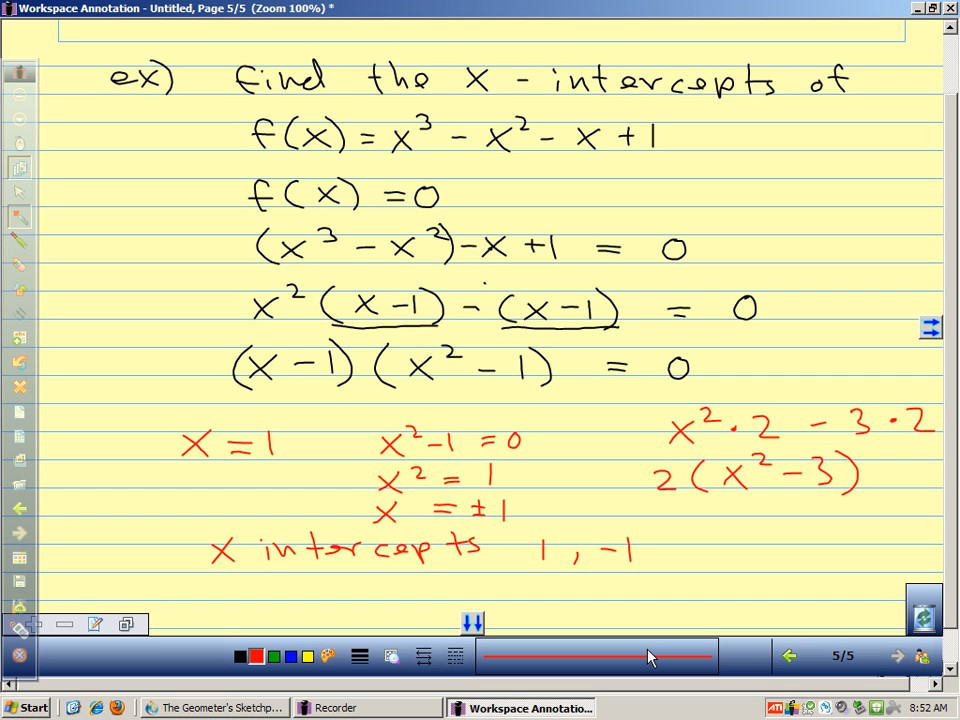 Workspace Annotation - Untitled, Page 5/5 (Zoom 100%) *
ex) find the x - intercepts of
f(x) = x³ - x² - x + 1
f(x) = 0
(x³ - x²) - x + 1 = 0
x² (x - 1) - (x - 1) = 0
(x - 1) (x² - 1) = 0
x = 1
x² - 1 = 0
x² = 1
x = ± 1
x² · 2 - 3 · 2
2 (x² - 3)
x intercepts 1 , -1
5/5
Start
The Geometer's Sketchp...
Recorder
Workspace Annotatio...
8:52 AM